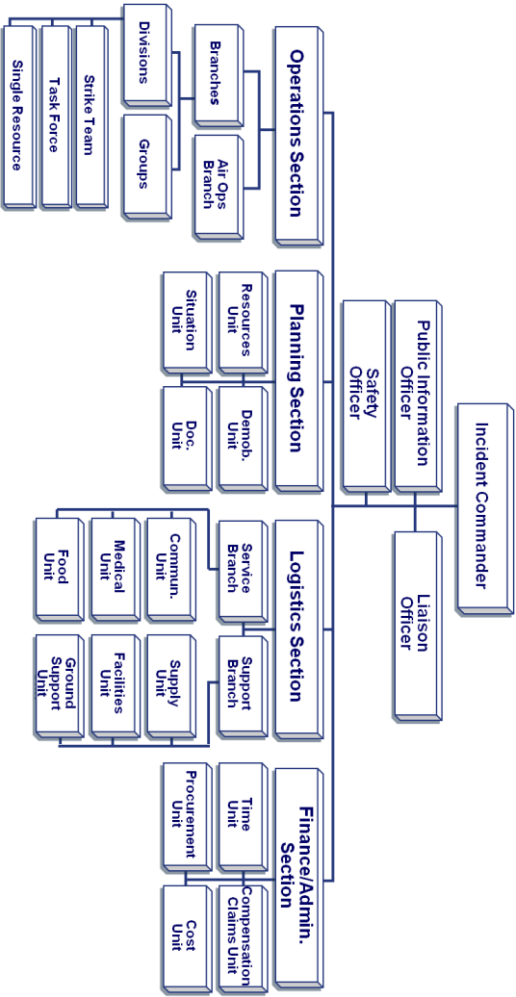 Incident Commander
Public Information
Officer
Liaison
Officer
Safety
Officer
Operations Section
Branches
Air Ops
Branch
Divisions
Groups
Strike Team
Task Force
Single Resource
Planning Section
Resources
Unit
Demob.
Unit
Situation
Unit
Doc.
Unit
Logistics Section
Service
Branch
Support
Branch
Commun.
Unit
Medical
Unit
Food
Unit
Supply
Unit
Facilities
Unit
Ground
Support
Unit
Finance/Admin.
Section
Time
Unit
Compensation
Claims Unit
Procurement
Unit
Cost
Unit